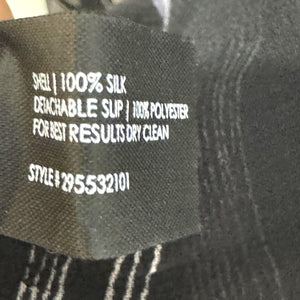 SHELL | 100% SILK
DETACHABLE SLIP | 100% POLYESTER
FOR BEST RESULTS DRY CLEAN
STYLE # 295532101